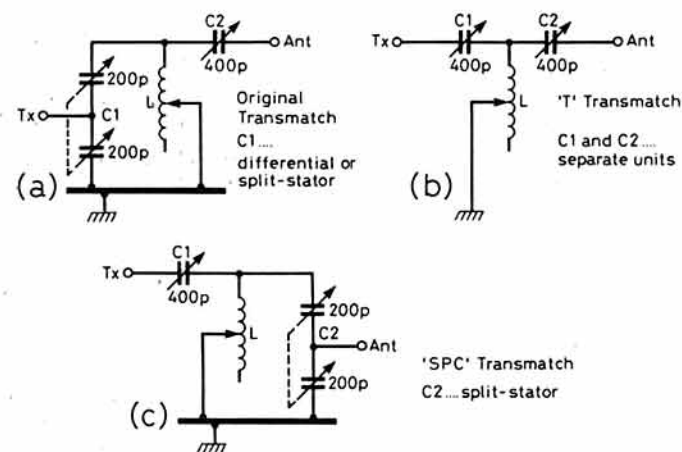 C2
400p
Ant
200p
Tx
C1
200p
L
Original
Transmatch
C1....
differential or
split-stator
(a)
C1
C2
Tx
Ant
400p
400p
L
'T' Transmatch
C1 and C2....
separate units
(b)
C1
Tx
400p
200p
L
C2
Ant
200p
'SPC' Transmatch
C2....split-stator
(c)